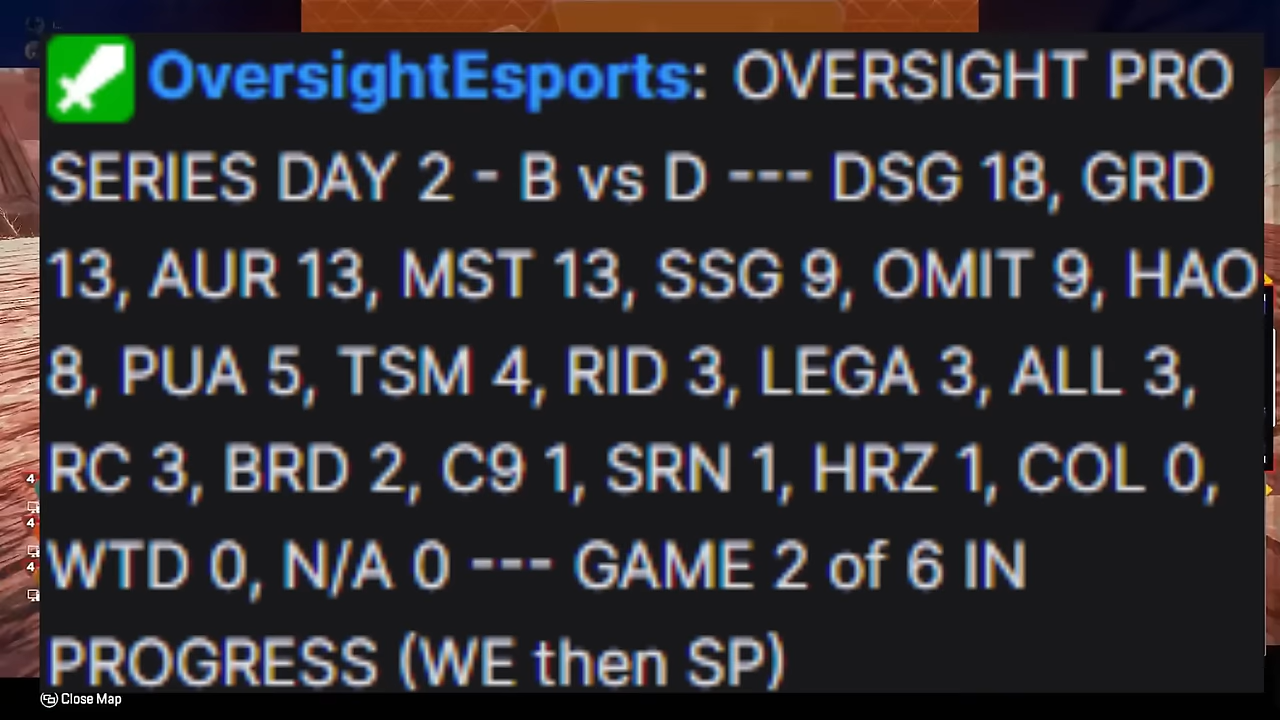 OversightEsports: OVERSIGHT PRO
SERIES DAY 2 - B vs D --- DSG 18, GRD
13, AUR 13, MST 13, SSG 9, OMIT 9, HAO
8, PUA 5, TSM 4, RID 3, LEGA 3, ALL 3,
RC 3, BRD 2, C9 1, SRN 1, HRZ 1, COL 0,
WTD 0, N/A 0 --- GAME 2 of 6 IN
PROGRESS (WE then SP)
4
4
4
Close Map